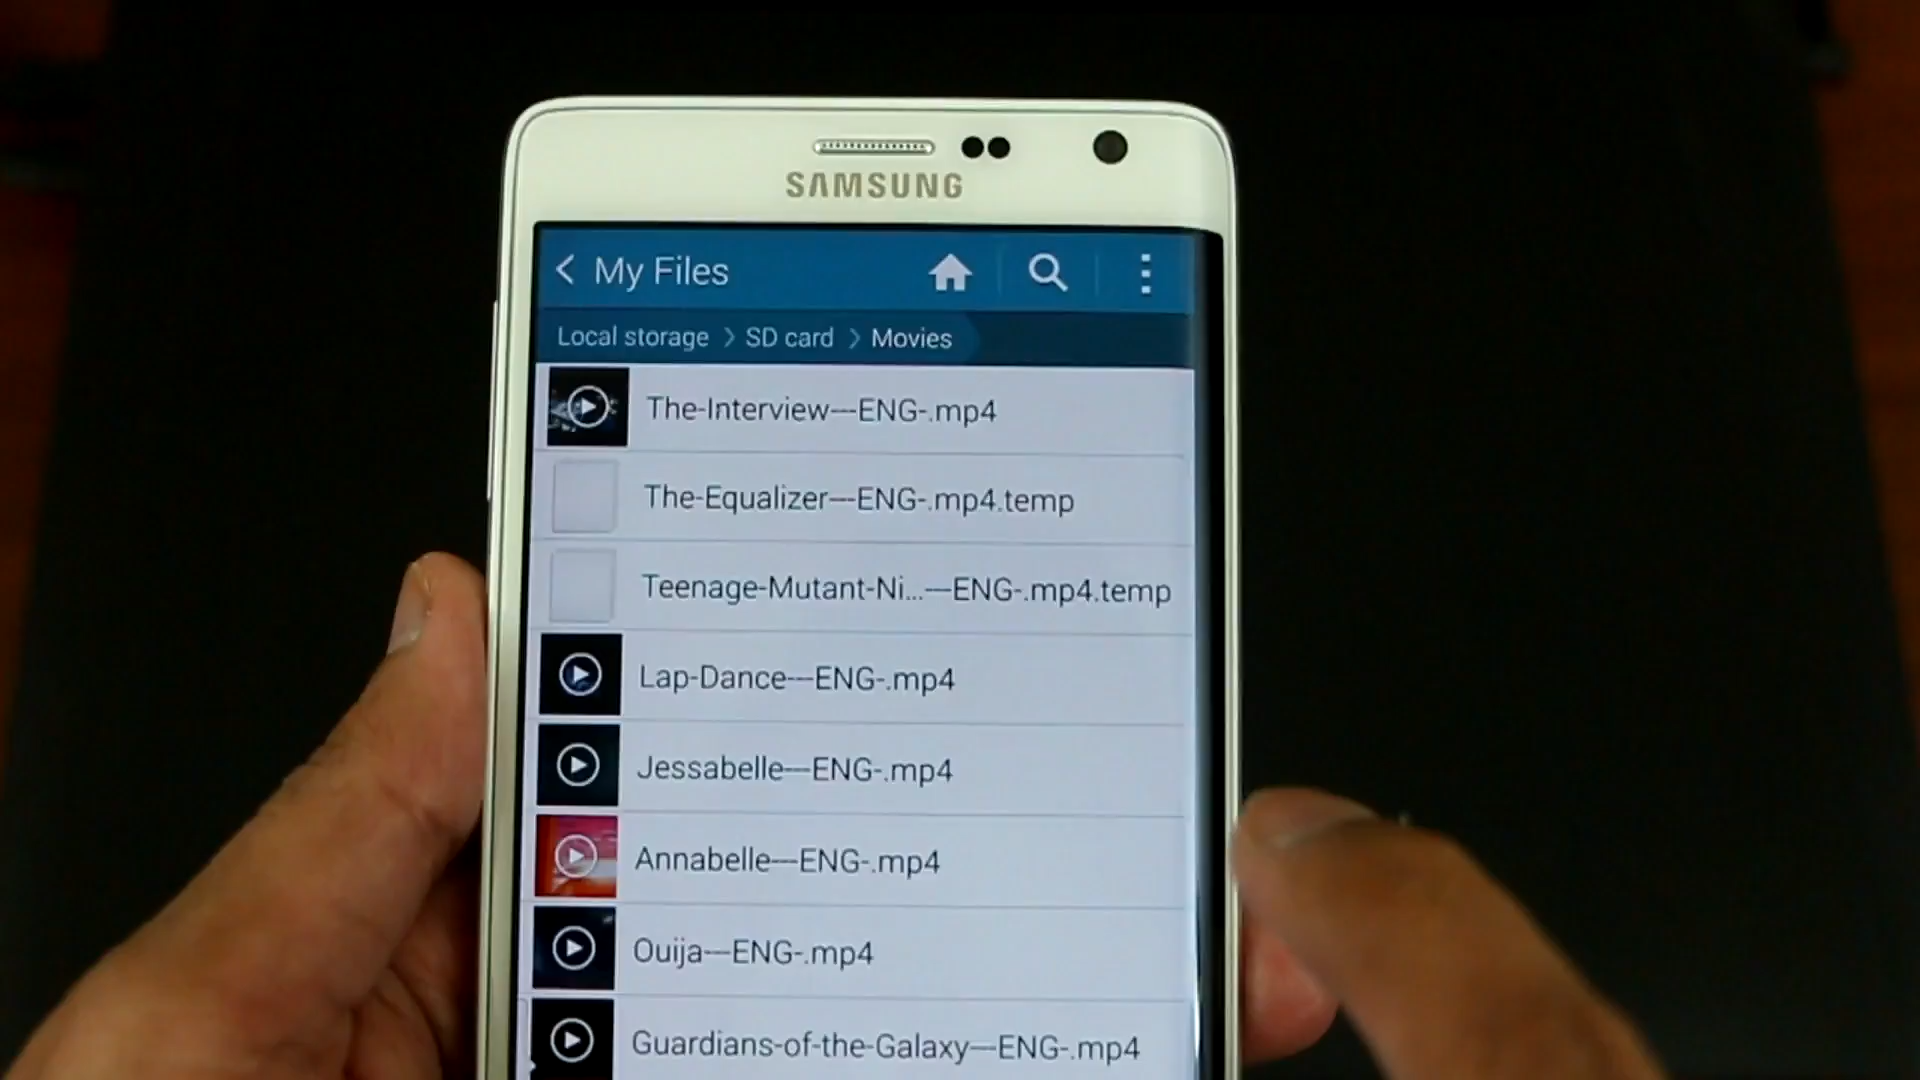 SAMSUNG
My Files
Local storage > SD card > Movies
The-Interview---ENG-.mp4
The-Equalizer---ENG-.mp4.temp
Teenage-Mutant-Ni...---ENG-.mp4.temp
Lap-Dance---ENG-.mp4
Jessabelle---ENG-.mp4
Annabelle---ENG-.mp4
Ouija---ENG-.mp4
Guardians-of-the-Galaxy---ENG-.mp4